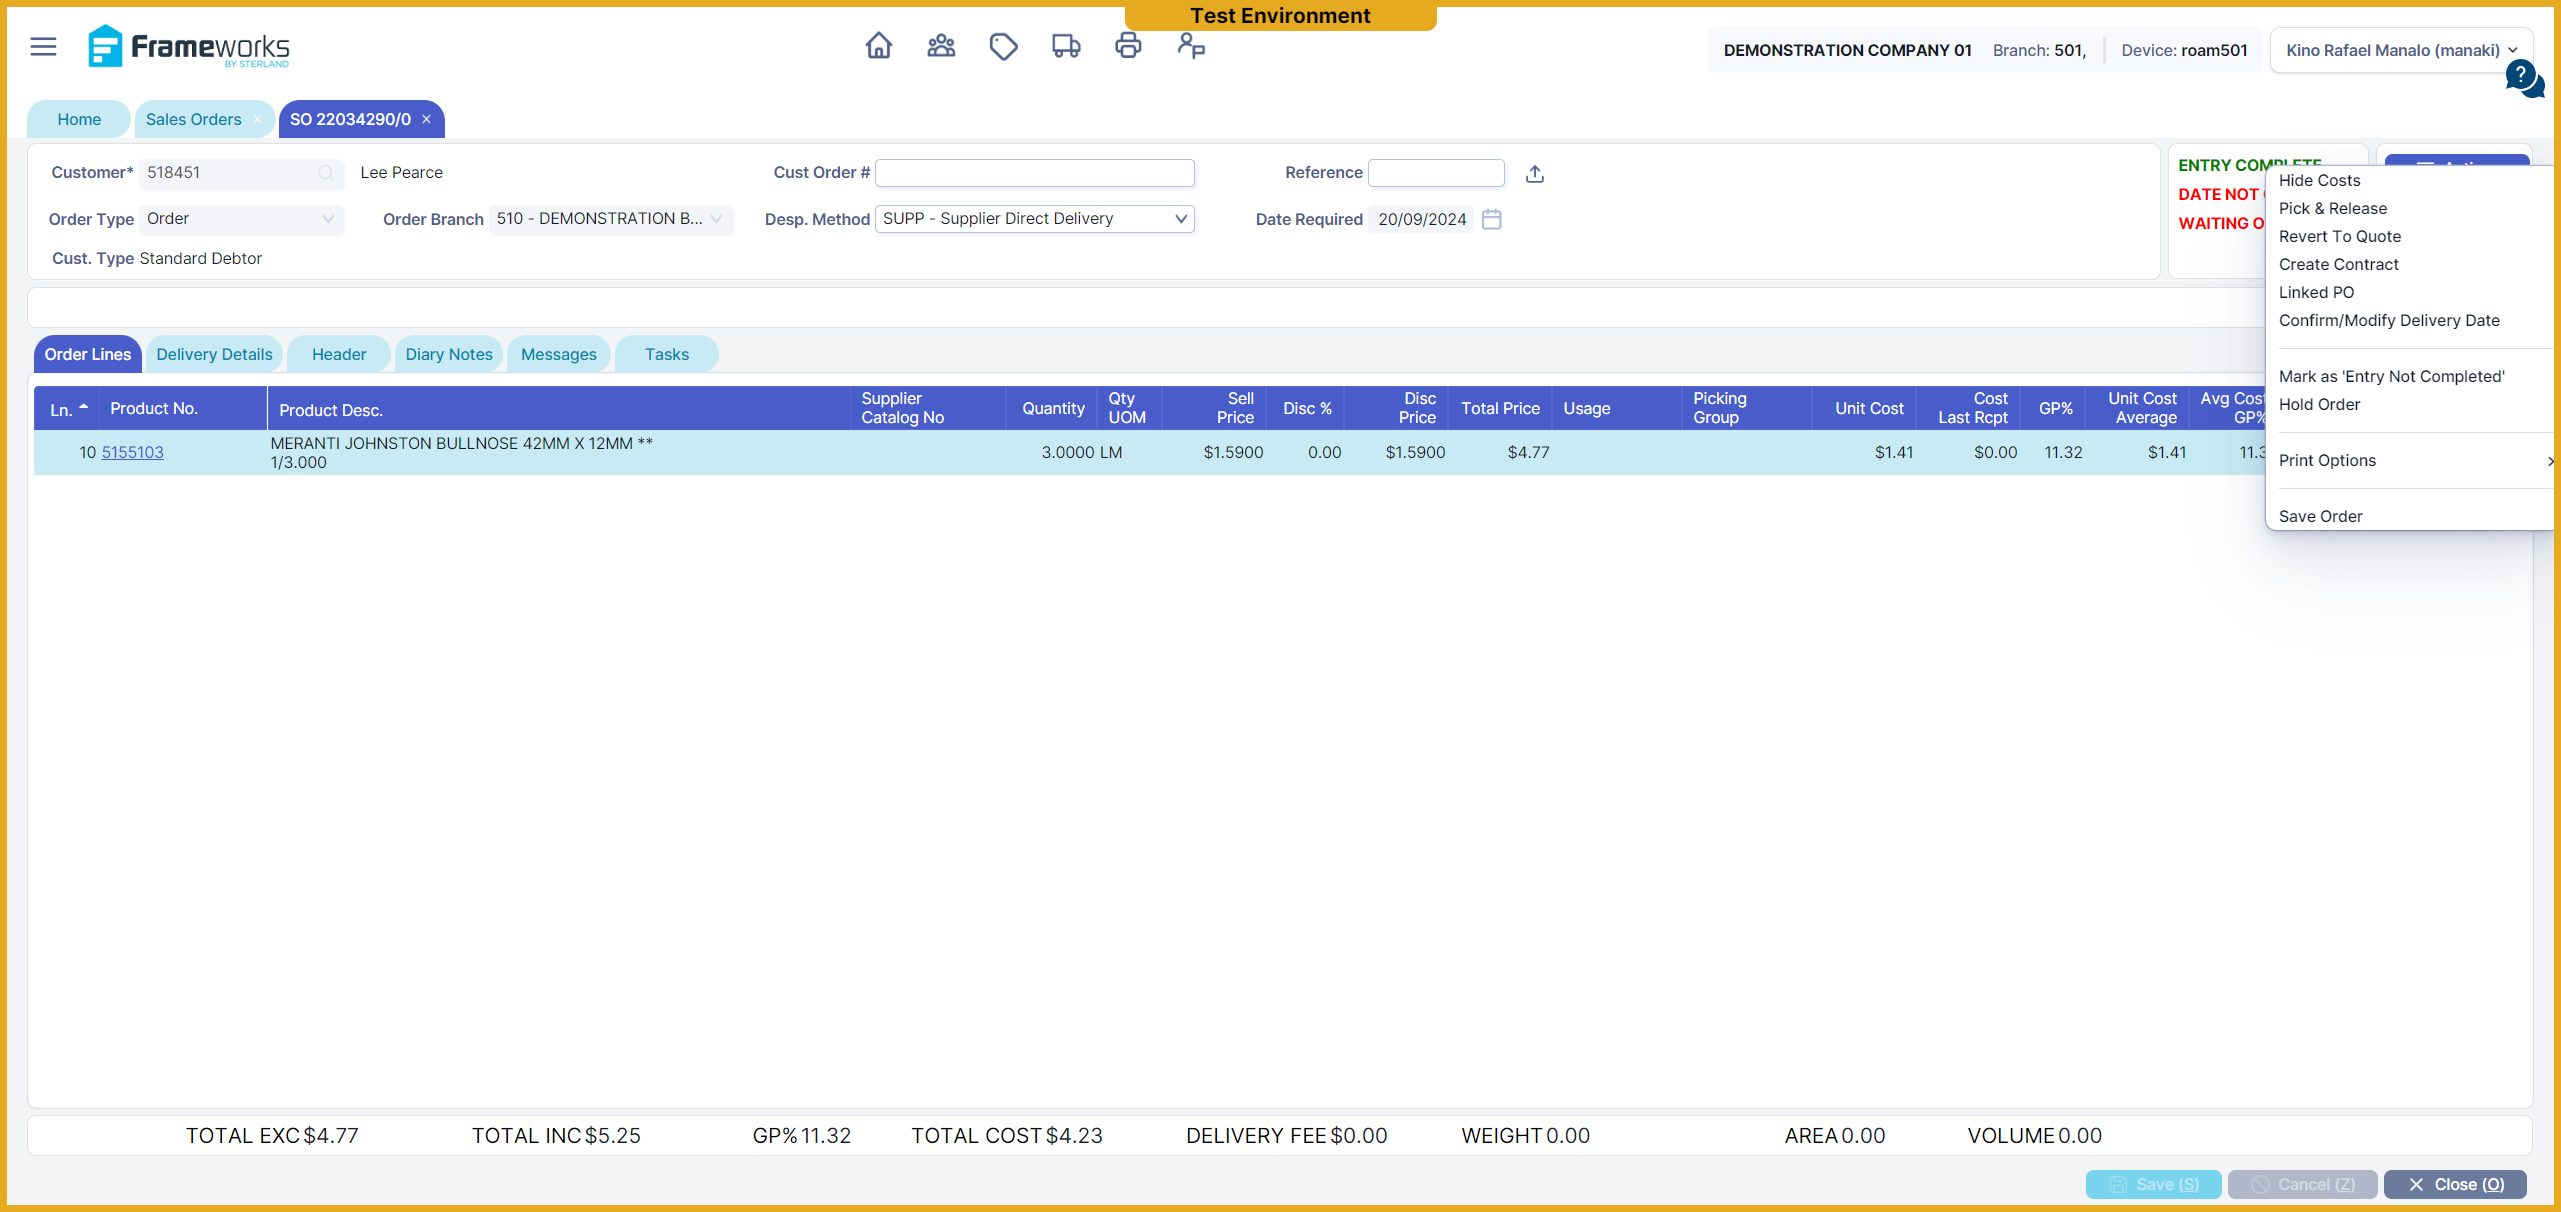 Test Environment
Frameworks
BY STERLAND
DEMONSTRATION COMPANY 01 Branch: 501, Device: roam501
Kino Rafael Manalo (manaki)
?
Home
Sales Orders ×
SO 22034290/0 ×
Customer* 518451 Lee Pearce Cust Order # Reference
Order Type Order Order Branch 510 - DEMONSTRATION B... Desp. Method SUPP - Supplier Direct Delivery Date Required 20/09/2024
Cust. Type Standard Debtor
ENTRY COMPLETE
DATE NOT
WAITING O
Hide Costs
Pick & Release
Revert To Quote
Create Contract
Linked PO
Confirm/Modify Delivery Date
Mark as 'Entry Not Completed'
Hold Order
Print Options
Save Order
Order Lines Delivery Details Header Diary Notes Messages Tasks
Ln. Product No. Product Desc. Supplier Catalog No Quantity Qty UOM Sell Price Disc % Disc Price Total Price Usage Picking Group Unit Cost Cost Last Rcpt GP% Unit Cost Average Avg Cost GP%
10 5155103 MERANTI JOHNSTON BULLNOSE 42MM X 12MM ** 3.0000 LM $1.5900 0.00 $1.5900 $4.77 $1.41 $0.00 11.32 $1.41 11.3
1/3.000
TOTAL EXC $4.77 TOTAL INC $5.25 GP% 11.32 TOTAL COST $4.23 DELIVERY FEE $0.00 WEIGHT 0.00 AREA 0.00 VOLUME 0.00
Save (S) Cancel (Z) Close (O)